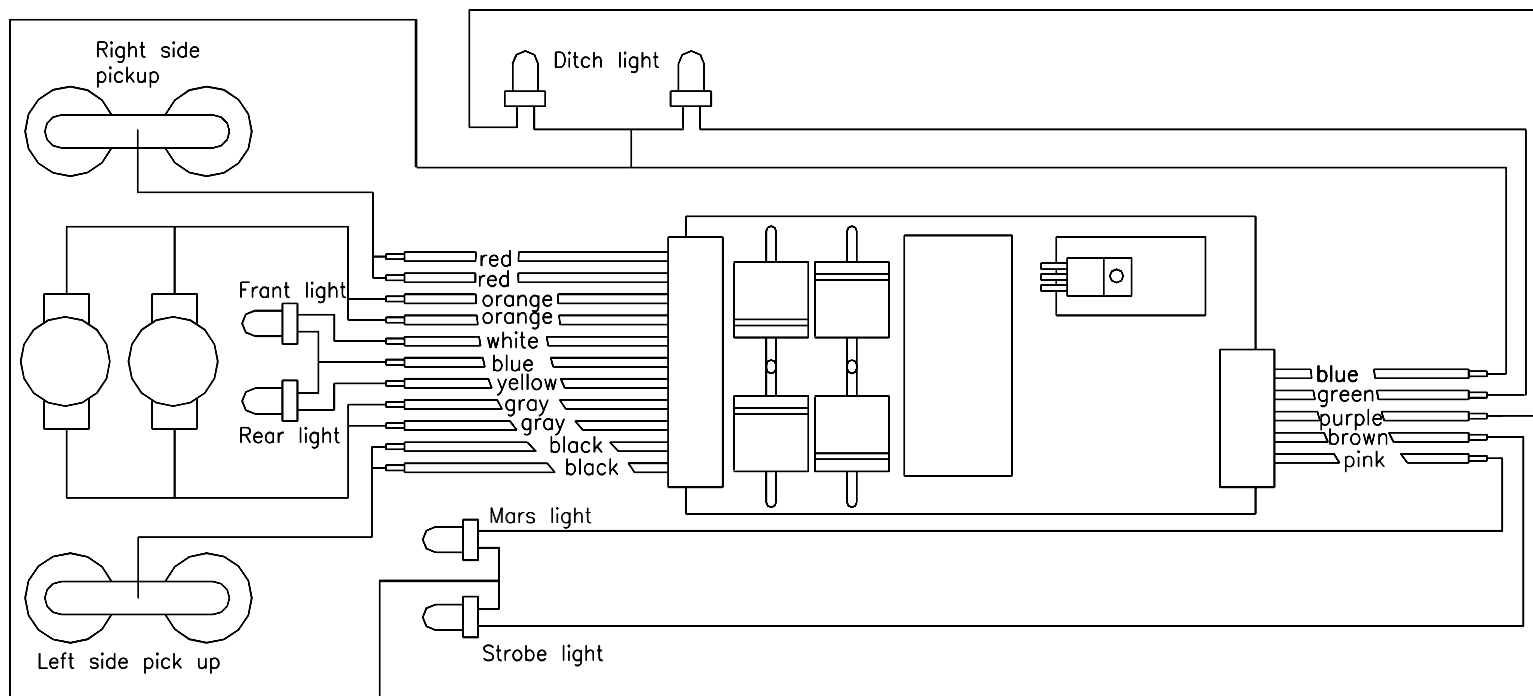 Right side
pickup
Ditch light
red
red
Frant light
orange
orange
white
blue
yellow
gray
Rear light
gray
black
black
blue
green
purple
brown
pink
Mars light
Strobe light
Left side pick up